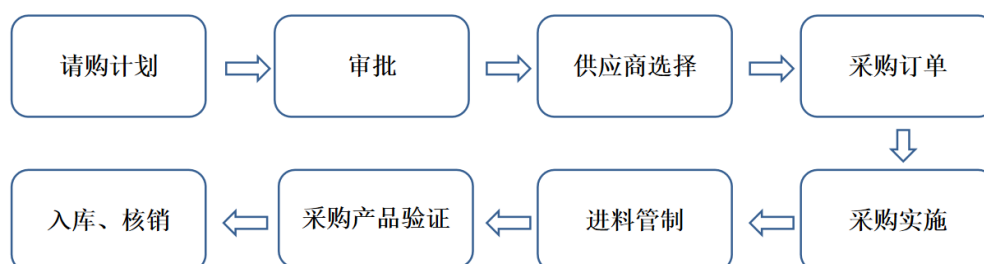 请购计划
审批
供应商选择
采购订单
采购实施
进料管制
采购产品验证
入库、核销